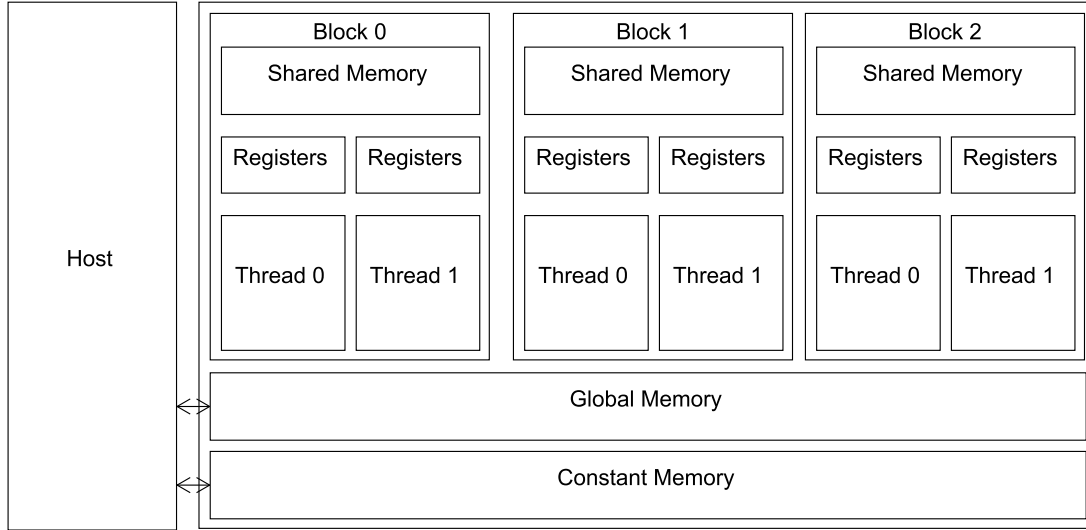 Host
Block 0
Shared Memory
Registers
Registers
Thread 0
Thread 1
Block 1
Shared Memory
Registers
Registers
Thread 0
Thread 1
Block 2
Shared Memory
Registers
Registers
Thread 0
Thread 1
Global Memory
Constant Memory